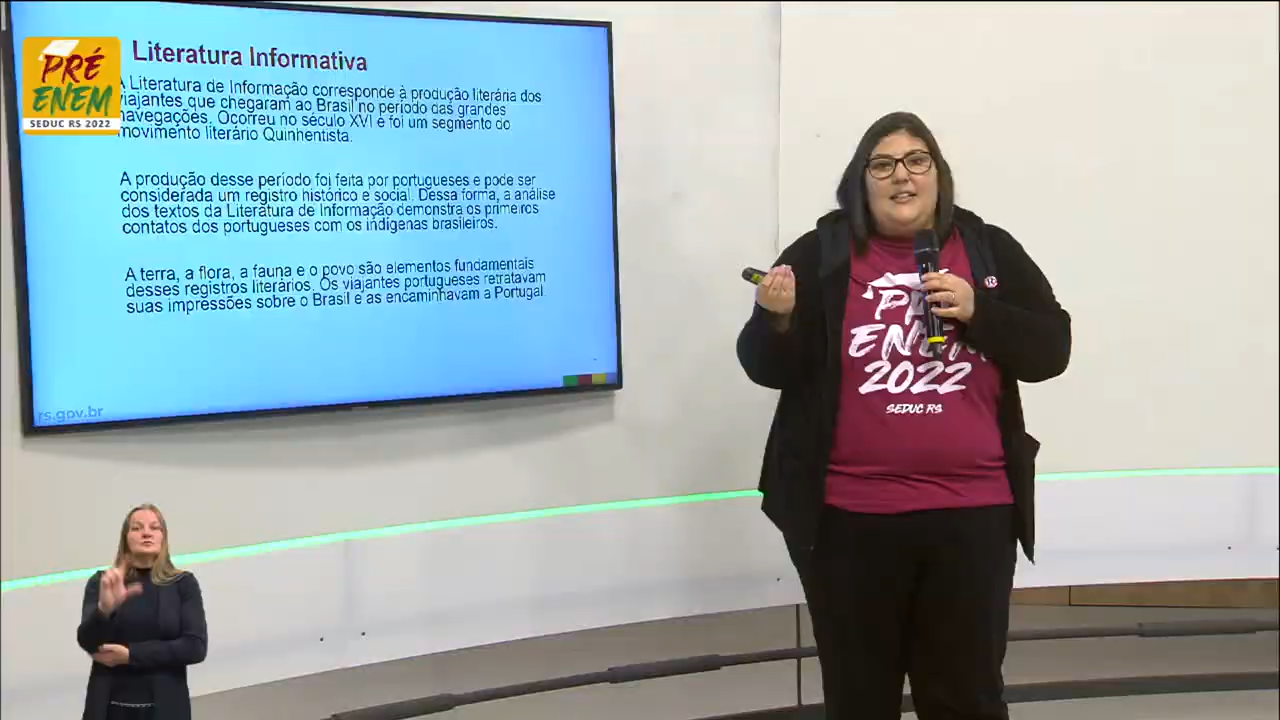 PRÉ
ENEM
SEDUC RS 2022
Literatura Informativa
A Literatura de Informação corresponde à produção literária dos
viajantes que chegaram ao Brasil no período das grandes
navegações. Ocorreu no século XVI e foi um segmento do
movimento literário Quinhentista.
A produção desse período foi feita por portugueses e pode ser
considerada um registro histórico e social. Dessa forma, a análise
dos textos da Literatura de Informação demonstra os primeiros
contatos dos portugueses com os indígenas brasileiros.
A terra, a flora, a fauna e o povo são elementos fundamentais
desses registros literários. Os viajantes portugueses retratavam
suas impressões sobre o Brasil e as encaminhavam a Portugal
rs.gov.br
ENEM
2022
SEDUC RS